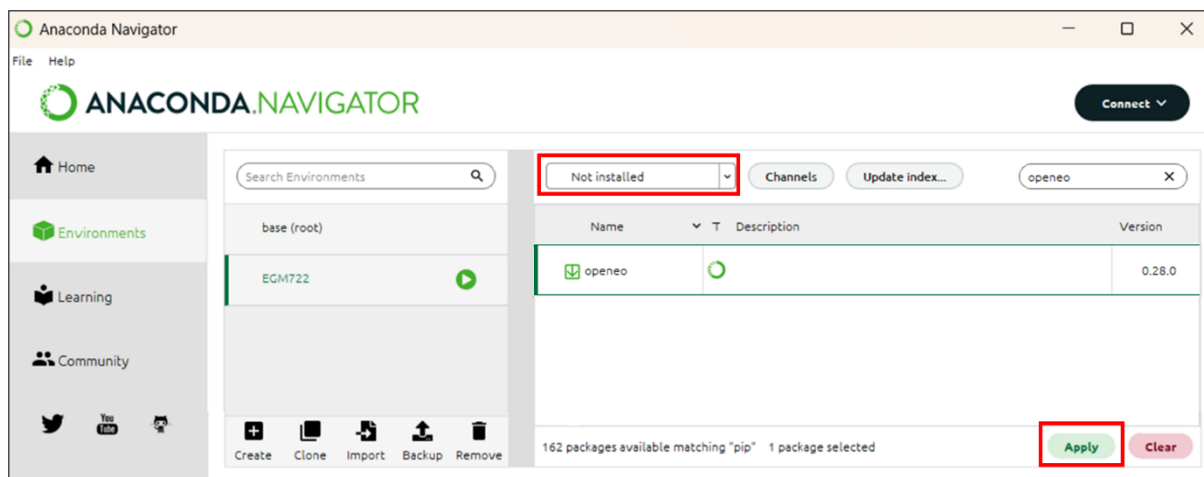 Anaconda Navigator
File Help
ANACONDA.NAVIGATOR
Connect
Home
Environments
Learning
Community
You
Tube
Search Environments
base (root)
EGM722
Create Clone Import Backup Remove
Not installed Channels Update index... openeo
Name T Description Version
openeo 0.28.0
162 packages available matching "pip" 1 package selected Apply Clear